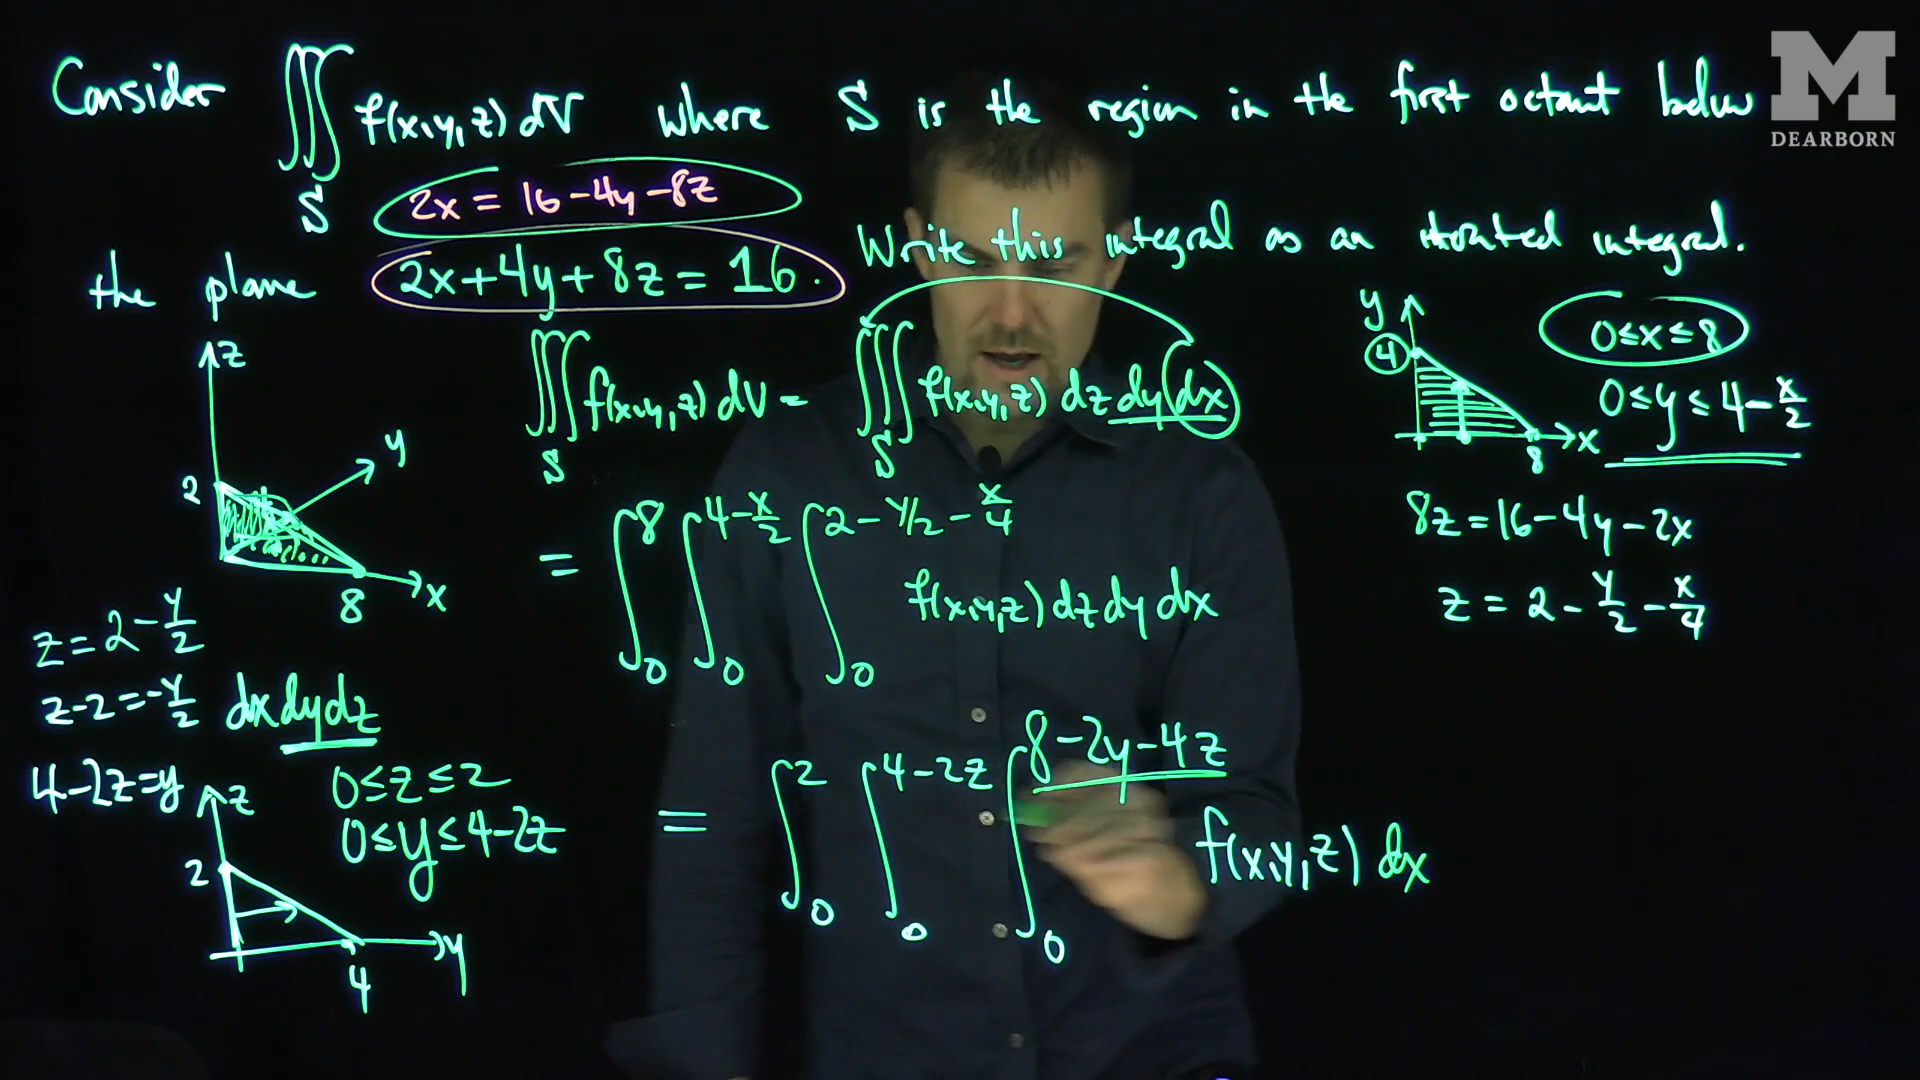 Consider ∭_S f(x,y,z) dV where S is the region in the first octant below
2x = 16-4y-8z
the plane 2x+4y+8z=16. Write this integral as an iterated integral.
∭_S f(x,y,z) dV = ∭_S f(x,y,z) dz dy dx
y
4
x
8
0≤x≤8
0≤y≤4-x/2
8z=16-4y-2x
z = 2-y/2-x/4
z
y
2
8
x
= ∫_0^8 ∫_0^{4-x/2} ∫_0^{2-y/2-x/4} f(x,y,z) dz dy dx
z=2-y/2
z-2=-y/2
4-2z=y
dx dy dz
0≤z≤2
0≤y≤4-2z
z
2
4
y
= ∫_0^2 ∫_0^{4-2z} ∫_0^{8-2y-4z} f(x,y,z) dx
M
DEARBORN